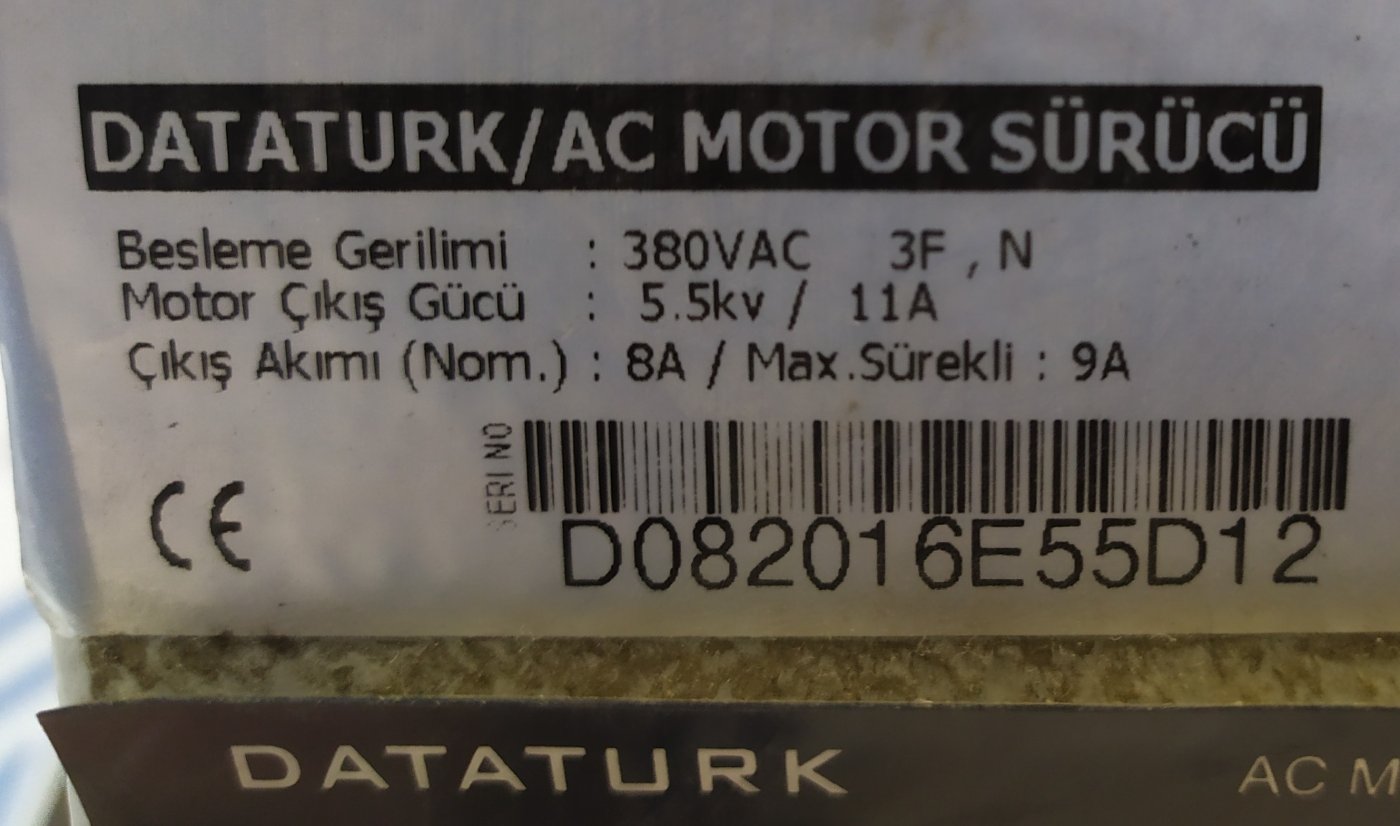 DATATURK/AC MOTOR SÜRÜCÜ
Besleme Gerilimi : 380VAC 3F , N
Motor Çıkış Gücü : 5.5kv / 11A
Çıkış Akımı (Nom.) : 8A / Max.Sürekli : 9A
SERI NO
CE
D082016E55D12
DATATURK AC M